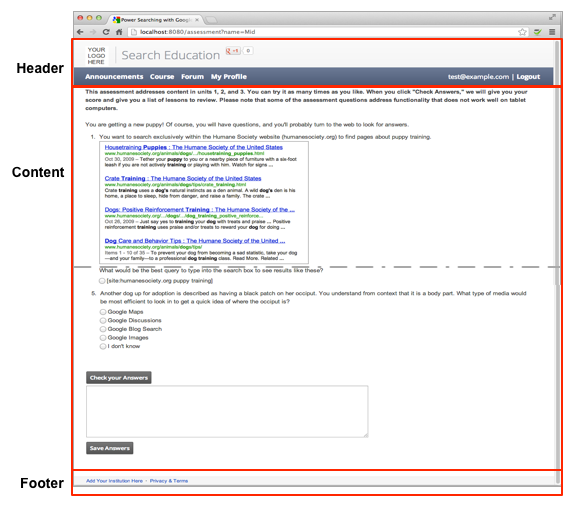 Power Searching with Google
localhost:8080/assessment?name=Mid
YOUR
LOGO
HERE
Search Education
+1
0
Header
Announcements Course Forum My Profile
test@example.com | Logout
This assessment addresses content in units 1, 2, and 3. You can try it as many times as you like. When you click "Check Answers," we will give you your
score and give you a list of lessons to review. Please note that some of the assessment questions address functionality that does not work well on tablet
computers.
You are getting a new puppy! Of course, you will have questions, and you'll probably turn to the web to look for answers.
1. You want to search exclusively within the Humane Society website (humanesociety.org) to find pages about puppy training.
Housetraining Puppies : The Humane Society of the United States
www.humanesociety.org/animals/dogs/.../housetraining_puppies.html
Oct 30, 2009 – Tether your puppy to you or a nearby piece of furniture with a six-foot
leash if you are not actively training or playing with him. Watch for signs ...
Content
Crate Training : The Humane Society of the United States
www.humanesociety.org/animals/dogs/tips/crate_training.html
Crate training uses a dog's natural instincts as a den animal. A wild dog's den is his
home, a place to sleep, hide from danger, and raise a family. The crate ...
Dogs: Positive Reinforcement Training : The Humane Society of the ...
www.humanesociety.org/.../dogs/.../dog_training_positive_reinforce...
Oct 28, 2009 – Just say yes to training your dog with treats and praise ... Positive
reinforcement training uses praise and/or treats to reward your dog for doing ...
Dog Care and Behavior Tips : The Humane Society of the United ...
www.humanesociety.org/animals/dogs/tips/
Items 1 - 10 of 35 – To prevent your dog from becoming a sad statistic, take your dog
—and your family—to a professional dog training class. Read More. Related ...
What would be the best query to type into the search box to see results like these?
[site:humanesociety.org puppy training]
5. Another dog up for adoption is described as having a black patch on her occiput. You understand from context that it is a body part. What type of media would
be most efficient to look in to get a quick idea of where the occiput is?
Google Maps
Google Discussions
Google Blog Search
Google Images
I don't know
Check your Answers
Save Answers
Footer
Add Your Institution Here - Privacy & Terms